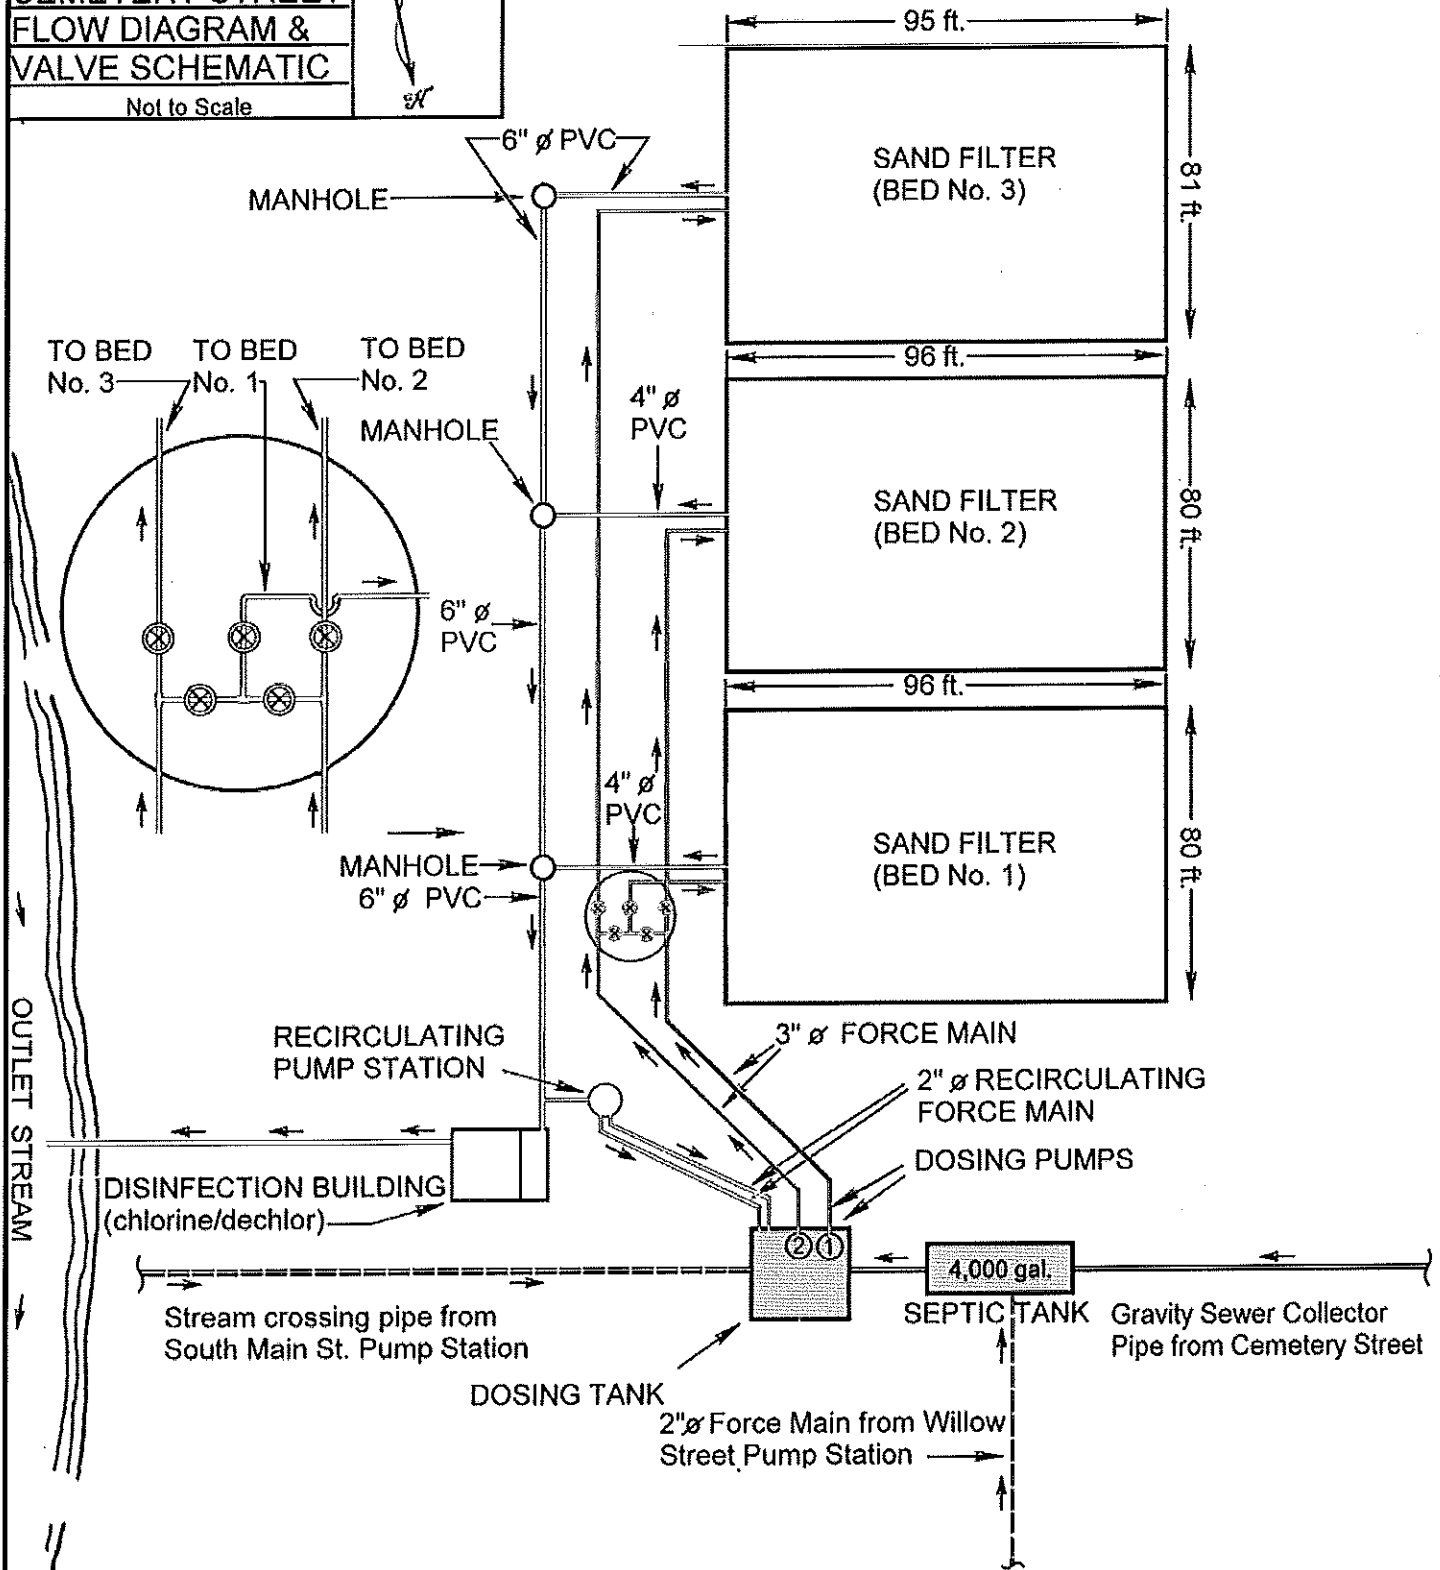 CEMETERY STREET
FLOW DIAGRAM &
VALVE SCHEMATIC
Not to Scale
N
95 ft.
6" ø PVC
SAND FILTER
(BED No. 3)
81 ft.
MANHOLE
96 ft.
TO BED
No. 3
TO BED
No. 1
TO BED
No. 2
4" ø
PVC
MANHOLE
SAND FILTER
(BED No. 2)
80 ft.
6" ø
PVC
96 ft.
4" ø
PVC
SAND FILTER
(BED No. 1)
80 ft.
MANHOLE
6" ø PVC
OUTLET STREAM
RECIRCULATING
PUMP STATION
3" ø FORCE MAIN
2" ø RECIRCULATING
FORCE MAIN
DOSING PUMPS
DISINFECTION BUILDING
(chlorine/dechlor)
2
1
4,000 gal.
SEPTIC TANK
Gravity Sewer Collector
Pipe from Cemetery Street
Stream crossing pipe from
South Main St. Pump Station
DOSING TANK
2"ø Force Main from Willow
Street Pump Station